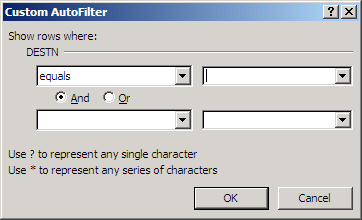 Custom AutoFilter
Show rows where:
DESTN
equals
And Or
Use ? to represent any single character
Use * to represent any series of characters
OK Cancel